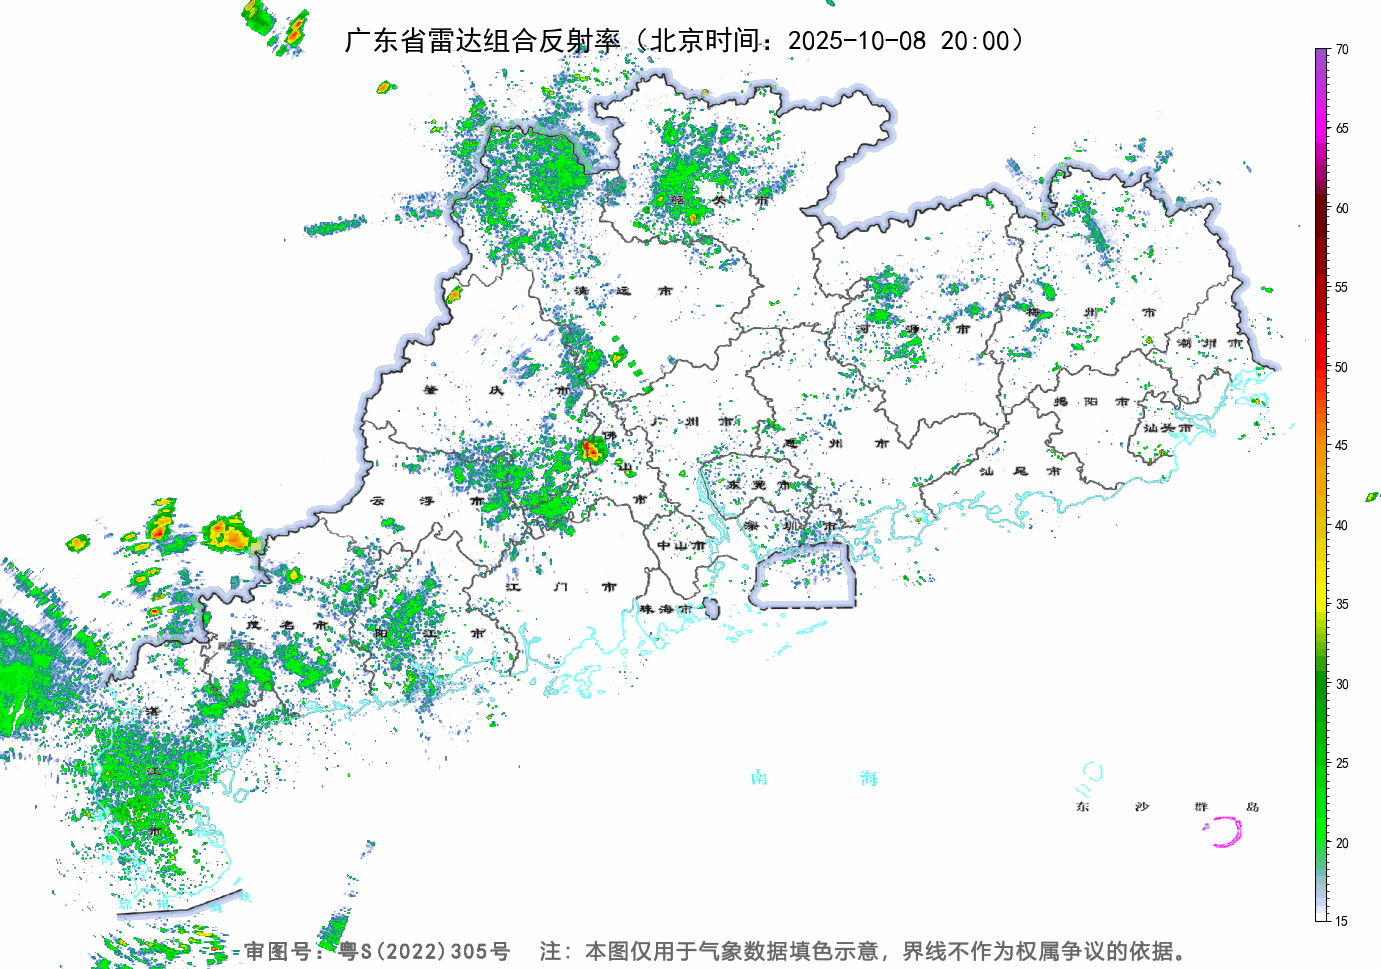 广东省雷达组合反射率（北京时间：2025-10-08 20:00）
70
65
60
55
50
45
40
35
30
25
20
15
韶关市
清远市
河源市
梅州市
潮州市
肇庆市
广州市
惠州市
揭阳市
汕头市
佛山市
汕尾市
东莞市
云浮市
深圳市
中山市
江门市
珠海市
茂名市
阳江市
湛江市
南海
东沙群岛
琼州海峡
审图号：粤S(2022)305号 注：本图仅用于气象数据填色示意，界线不作为权属争议的依据。